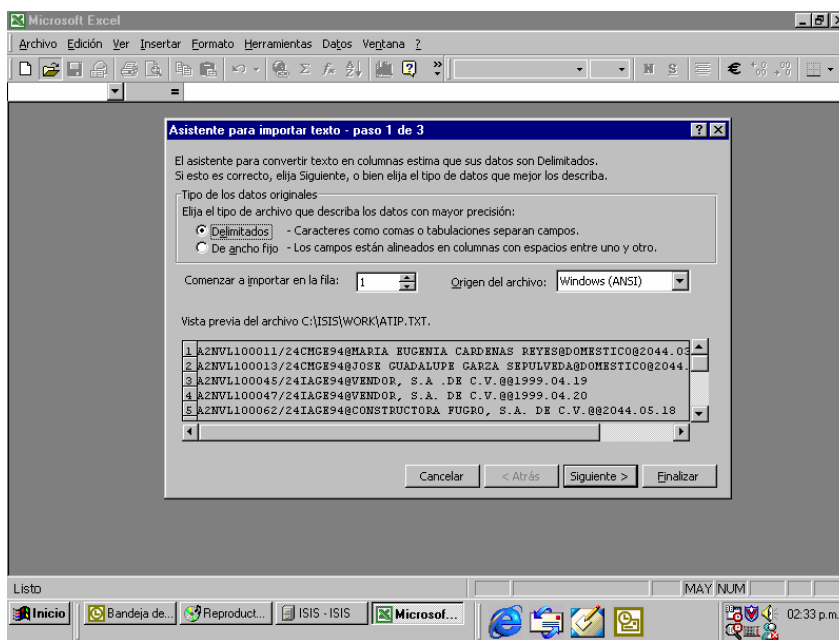 Microsoft Excel
Archivo Edición Ver Insertar Formato Herramientas Datos Ventana ?
N S €
=
Asistente para importar texto - paso 1 de 3
El asistente para convertir texto en columnas estima que sus datos son Delimitados.
Si esto es correcto, elija Siguiente, o bien elija el tipo de datos que mejor los describa.
Tipo de los datos originales
Elija el tipo de archivo que describa los datos con mayor precisión:
Delimitados - Caracteres como comas o tabulaciones separan campos.
De ancho fijo - Los campos están alineados en columnas con espacios entre uno y otro.
Comenzar a importar en la fila: 1 Origen del archivo: Windows (ANSI)
Vista previa del archivo C:\ISIS\WORK\ATIP.TXT.
1 A2NVL100011/24CMGE94@MARIA EUGENIA CARDENAS REYES@DOMESTICO@2044.03
2 A2NVL100013/24CMGE94@JOSE GUADALUPE GARZA SEPULVEDA@DOMESTICO@2044.
3 A2NVL100045/24IAGE94@VENDOR, S.A .DE C.V.@@1999.04.19
4 A2NVL100047/24IAGE94@VENDOR, S.A. DE C.V.@@1999.04.20
5 A2NVL100062/24IAGE94@CONSTRUCTORA FUGRO, S.A. DE C.V.@@2044.05.18
Cancelar < Atrás Siguiente > Finalizar
Listo MAY NUM
Inicio Bandeja de... Reproduct... ISIS - ISIS Microsof... 02:33 p.m.